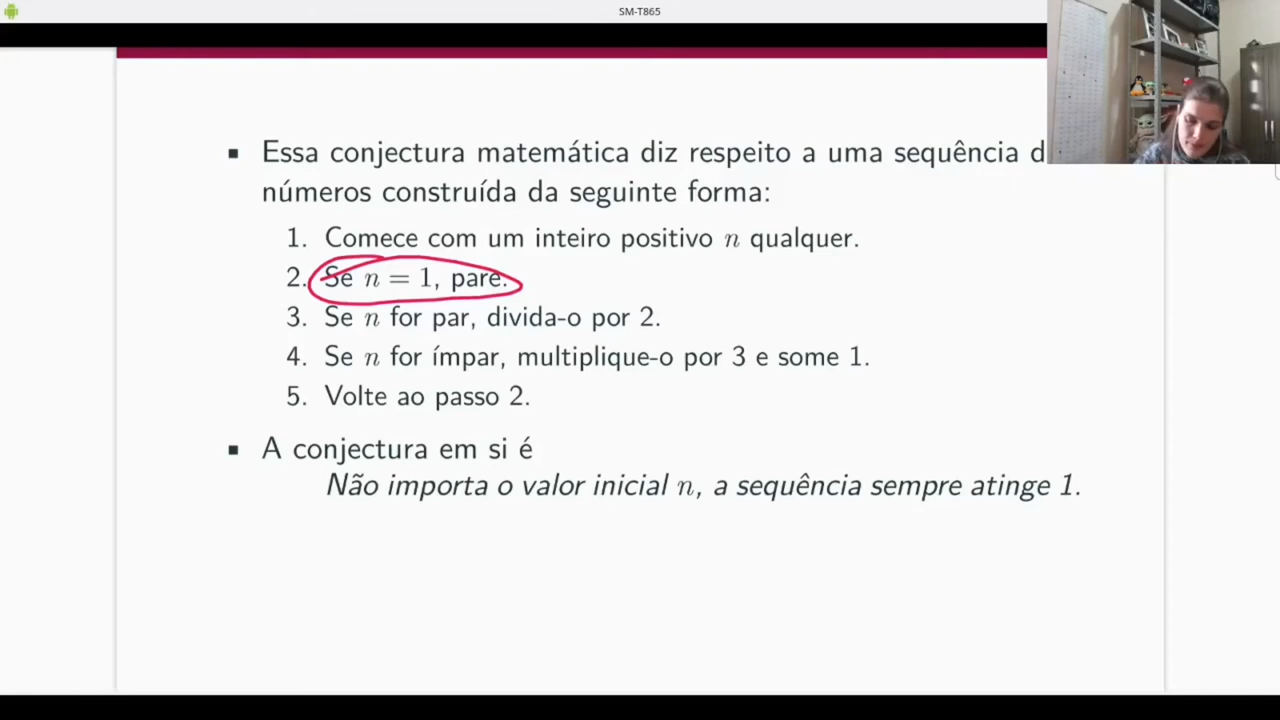 SM-T865
▪ Essa conjectura matemática diz respeito a uma sequência d
números construída da seguinte forma:
1. Comece com um inteiro positivo n qualquer.
2. Se n = 1, pare.
3. Se n for par, divida-o por 2.
4. Se n for ímpar, multiplique-o por 3 e some 1.
5. Volte ao passo 2.
▪ A conjectura em si é
Não importa o valor inicial n, a sequência sempre atinge 1.